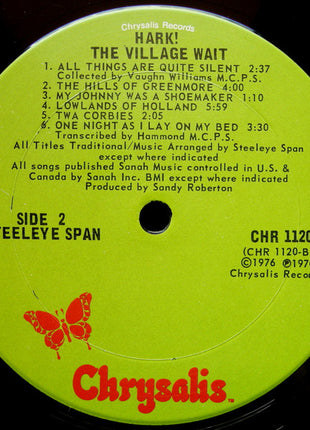 Chrysalis Records
HARK!
THE VILLAGE WAIT
1. ALL THINGS ARE QUITE SILENT 2:37
Collected by Vaughn Williams M.C.P.S.
2. THE HILLS OF GREENMORE 4:00
3. MY JOHNNY WAS A SHOEMAKER 1:10
4. LOWLANDS OF HOLLAND 5:59
5. TWA CORBIES 2:05
6. ONE NIGHT AS I LAY ON MY BED 3:30
Transcribed by Hammond M.C.P.S.
All Titles Traditional/Music Arranged by Steeleye Span
except where indicated
All songs published Sanah Music controlled in U.S. &
Canada by Sanah Inc. BMI except where indicated
Produced by Sandy Roberton
SIDE 2
TEELEYE SPAN
CHR 1120
(CHR 1120-B
©1976 ℗197
Chrysalis Recor
Chrysalis™